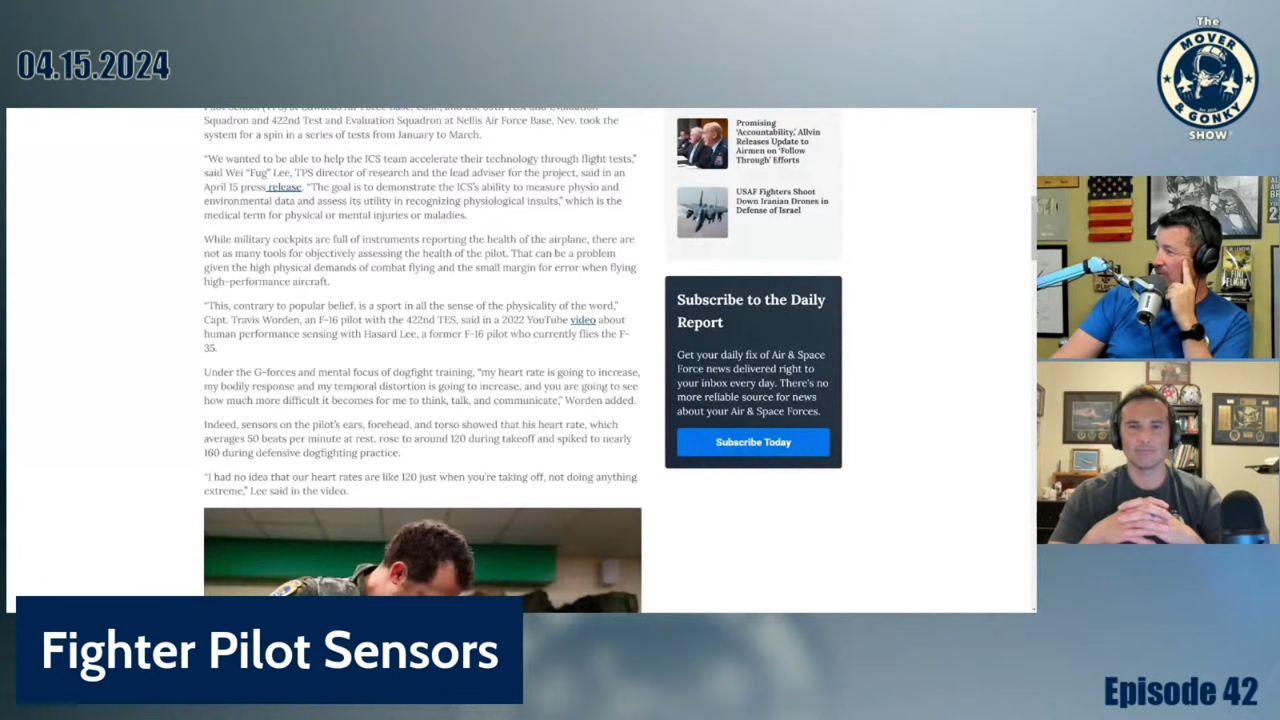 04.15.2024
The
MOVER
& GONKY
SHOW
Pilot School (TPS) at Edwards Air Force Base, Calif., and the 85th Test and Evaluation
Squadron and 422nd Test and Evaluation Squadron at Nellis Air Force Base, Nev. took the
system for a spin in a series of tests from January to March.
“We wanted to be able to help the ICS team accelerate their technology through flight tests,”
said Wei “Fug” Lee, TPS director of research and the lead adviser for the project, said in an
April 15 press release. “The goal is to demonstrate the ICS’s ability to measure physio and
environmental data and assess its utility in recognizing physiological insults,” which is the
medical term for physical or mental injuries or maladies.
While military cockpits are full of instruments reporting the health of the airplane, there are
not as many tools for objectively assessing the health of the pilot. That can be a problem
given the high physical demands of combat flying and the small margin for error when flying
high-performance aircraft.
“This, contrary to popular belief, is a sport in all the sense of the physicality of the word,”
Capt. Travis Worden, an F-16 pilot with the 422nd TES, said in a 2022 YouTube video about
human performance sensing with Hasard Lee, a former F-16 pilot who currently flies the F-
35.
Under the G-forces and mental focus of dogfight training, “my heart rate is going to increase,
my bodily response and my temporal distortion is going to increase, and you are going to see
how much more difficult it becomes for me to think, talk, and communicate,” Worden added.
Indeed, sensors on the pilot’s ears, forehead, and torso showed that his heart rate, which
averages 50 beats per minute at rest, rose to around 120 during takeoff and spiked to nearly
160 during defensive dogfighting practice.
“I had no idea that our heart rates are like 120 just when you’re taking off, not doing anything
extreme,” Lee said in the video.
Promising
‘Accountability,’ Allvin
Releases Update to
Airmen on ‘Follow
Through’ Efforts
USAF Fighters Shoot
Down Iranian Drones in
Defense of Israel
Subscribe to the Daily
Report
Get your daily fix of Air & Space
Force news delivered right to
your inbox every day. There’s no
more reliable source for news
about your Air & Space Forces.
Subscribe Today
Fighter Pilot Sensors
Episode 42